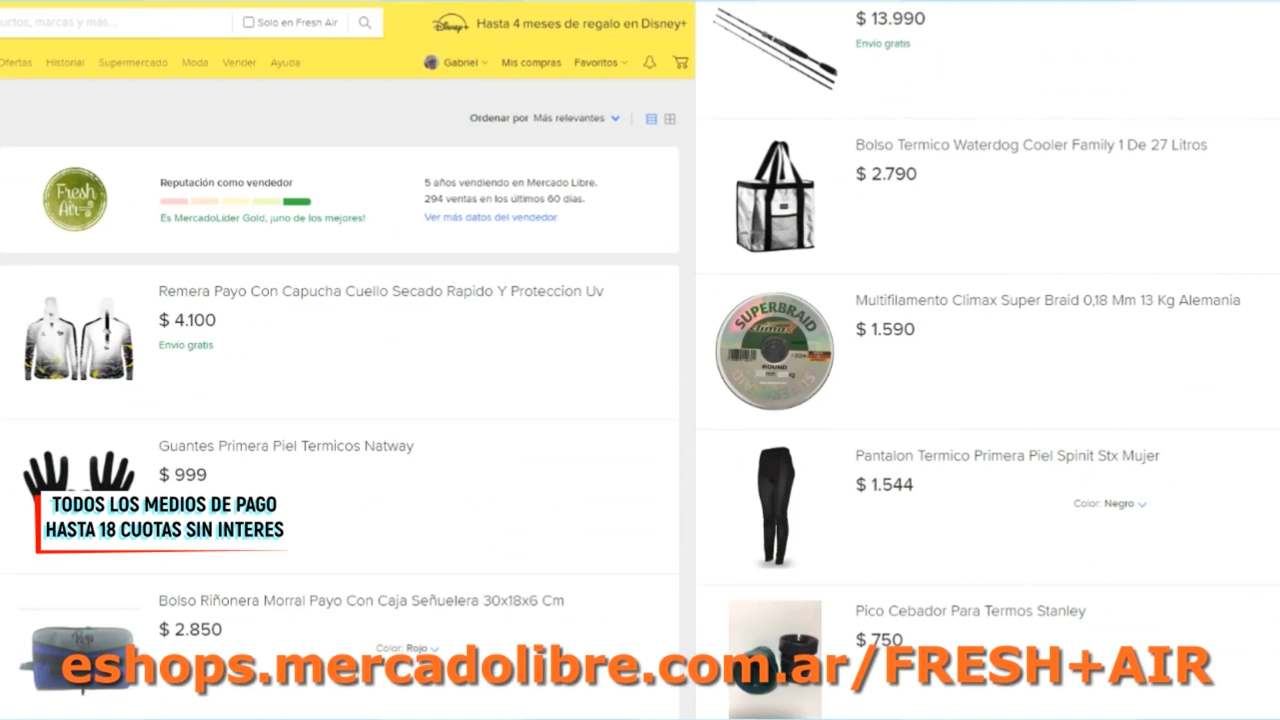 uctos, marcas y más...
Solo en Fresh Air
Disney+
Hasta 4 meses de regalo en Disney+
Ofertas
Historial
Supermercado
Moda
Vender
Ayuda
Gabriel
Mis compras
Favoritos
Ordenar por Más relevantes
Fresh
Air
Reputación como vendedor
Es MercadoLíder Gold, ¡uno de los mejores!
5 años vendiendo en Mercado Libre.
294 ventas en los últimos 60 días.
Ver más datos del vendedor
Remera Payo Con Capucha Cuello Secado Rapido Y Proteccion Uv
$ 4.100
Envío gratis
Guantes Primera Piel Termicos Natway
$ 999
TODOS LOS MEDIOS DE PAGO
HASTA 18 CUOTAS SIN INTERES
Bolso Riñonera Morral Payo Con Caja Señuelera 30x18x6 Cm
$ 2.850
Color: Rojo
Payo
$ 13.990
Envío gratis
Bolso Termico Waterdog Cooler Family 1 De 27 Litros
$ 2.790
Multifilamento Climax Super Braid 0,18 Mm 13 Kg Alemania
$ 1.590
SUPERBRAID
climax
ROUND
Pantalon Termico Primera Piel Spinit Stx Mujer
$ 1.544
Color: Negro
Pico Cebador Para Termos Stanley
$ 750
eshops.mercadolibre.com.ar/FRESH+AIR